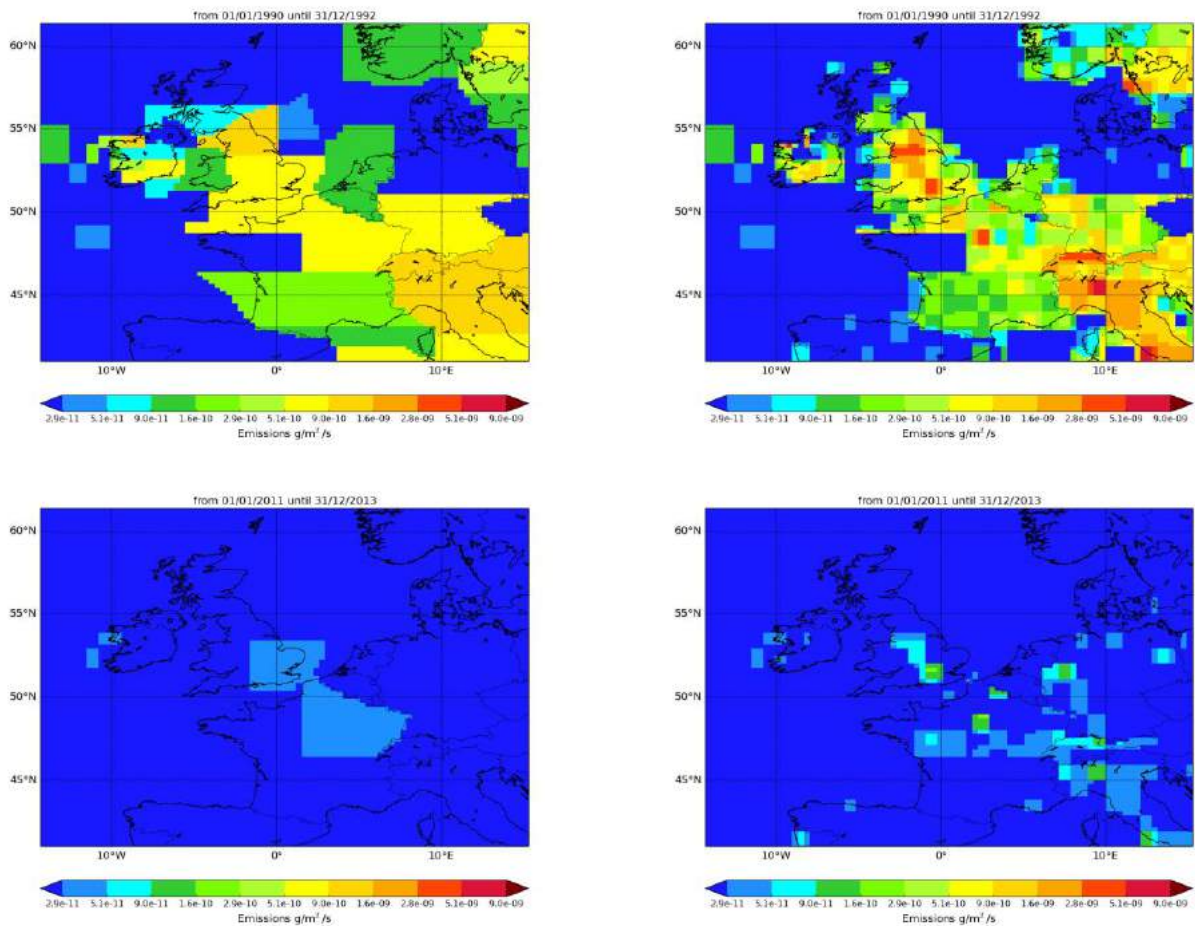 from 01/01/1990 until 31/12/1992
from 01/01/1990 until 31/12/1992
60°N
60°N
55°N
55°N
50°N
50°N
45°N
45°N
10°W 0° 10°E
10°W 0° 10°E
2.9e-11 5.1e-11 9.0e-11 1.6e-10 2.9e-10 5.1e-10 9.0e-10 1.6e-09 2.8e-09 5.1e-09 9.0e-09
2.9e-11 5.1e-11 9.0e-11 1.6e-10 2.9e-10 5.1e-10 9.0e-10 1.6e-09 2.8e-09 5.1e-09 9.0e-09
Emissions g/m² /s
Emissions g/m² /s
from 01/01/2011 until 31/12/2013
from 01/01/2011 until 31/12/2013
60°N
60°N
55°N
55°N
50°N
50°N
45°N
45°N
10°W 0° 10°E
10°W 0° 10°E
2.9e-11 5.1e-11 9.0e-11 1.6e-10 2.9e-10 5.1e-10 9.0e-10 1.6e-09 2.8e-09 5.1e-09 9.0e-09
2.9e-11 5.1e-11 9.0e-11 1.6e-10 2.9e-10 5.1e-10 9.0e-10 1.6e-09 2.8e-09 5.1e-09 9.0e-09
Emissions g/m² /s
Emissions g/m² /s